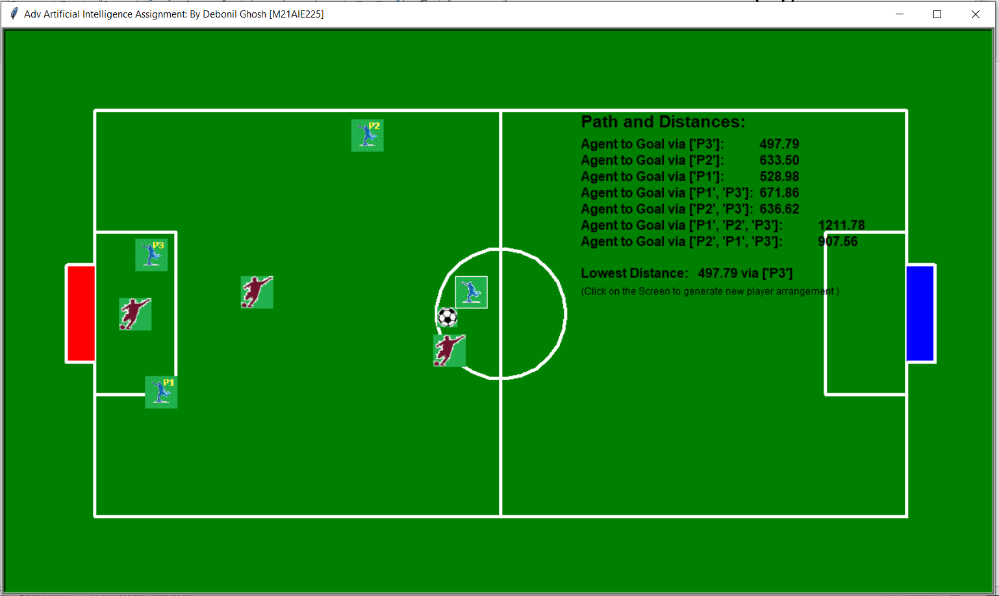 Adv Artificial Intelligence Assignment: By Debonil Ghosh [M21AIE225]
Path and Distances:
P2
Agent to Goal via ['P3']: 497.79
Agent to Goal via ['P2']: 633.50
Agent to Goal via ['P1']: 528.98
Agent to Goal via ['P1', 'P3']: 671.86
Agent to Goal via ['P2', 'P3']: 636.62
Agent to Goal via ['P1', 'P2', 'P3']: 1211.78
Agent to Goal via ['P2', 'P1', 'P3']: 907.56
P3
Lowest Distance: 497.79 via ['P3']
(Click on the Screen to generate new player arrangement )
P1